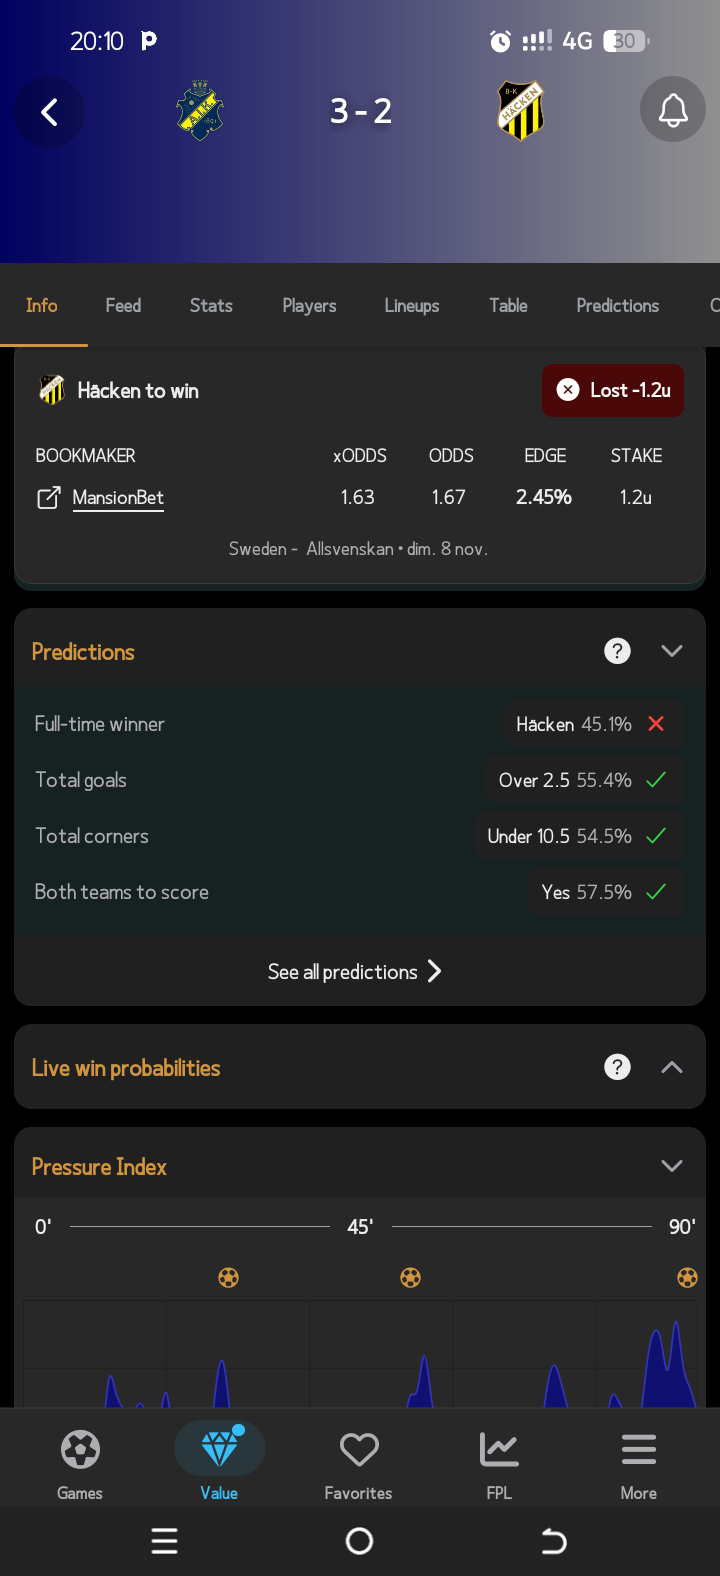 20:10 4G 30
A.I.K
1891
3 - 2
B-K
HÄCKEN
Info Feed Stats Players Lineups Table Predictions
Häcken to win Lost -1.2u
BOOKMAKER xODDS ODDS EDGE STAKE
MansionBet 1.63 1.67 2.45% 1.2u
Sweden - Allsvenskan • dim. 8 nov.
Predictions ?
Full-time winner Häcken 45.1%
Total goals Over 2.5 55.4%
Total corners Under 10.5 54.5%
Both teams to score Yes 57.5%
See all predictions
Live win probabilities ?
Pressure Index
0' 45' 90'
Games Value Favorites FPL More